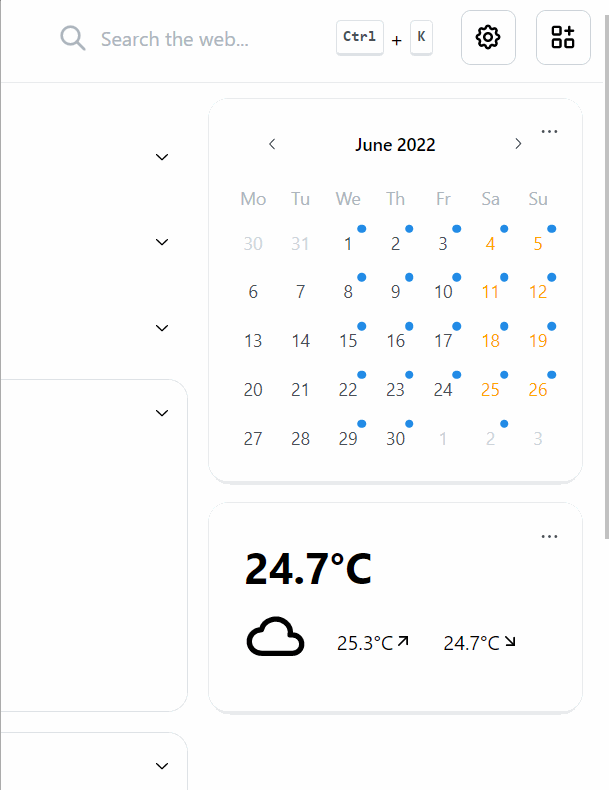 Search the web... Ctrl + K
June 2022
Mo Tu We Th Fr Sa Su
30 31 1 2 3 4 5
6 7 8 9 10 11 12
13 14 15 16 17 18 19
20 21 22 23 24 25 26
27 28 29 30 1 2 3
24.7°C
25.3°C 24.7°C